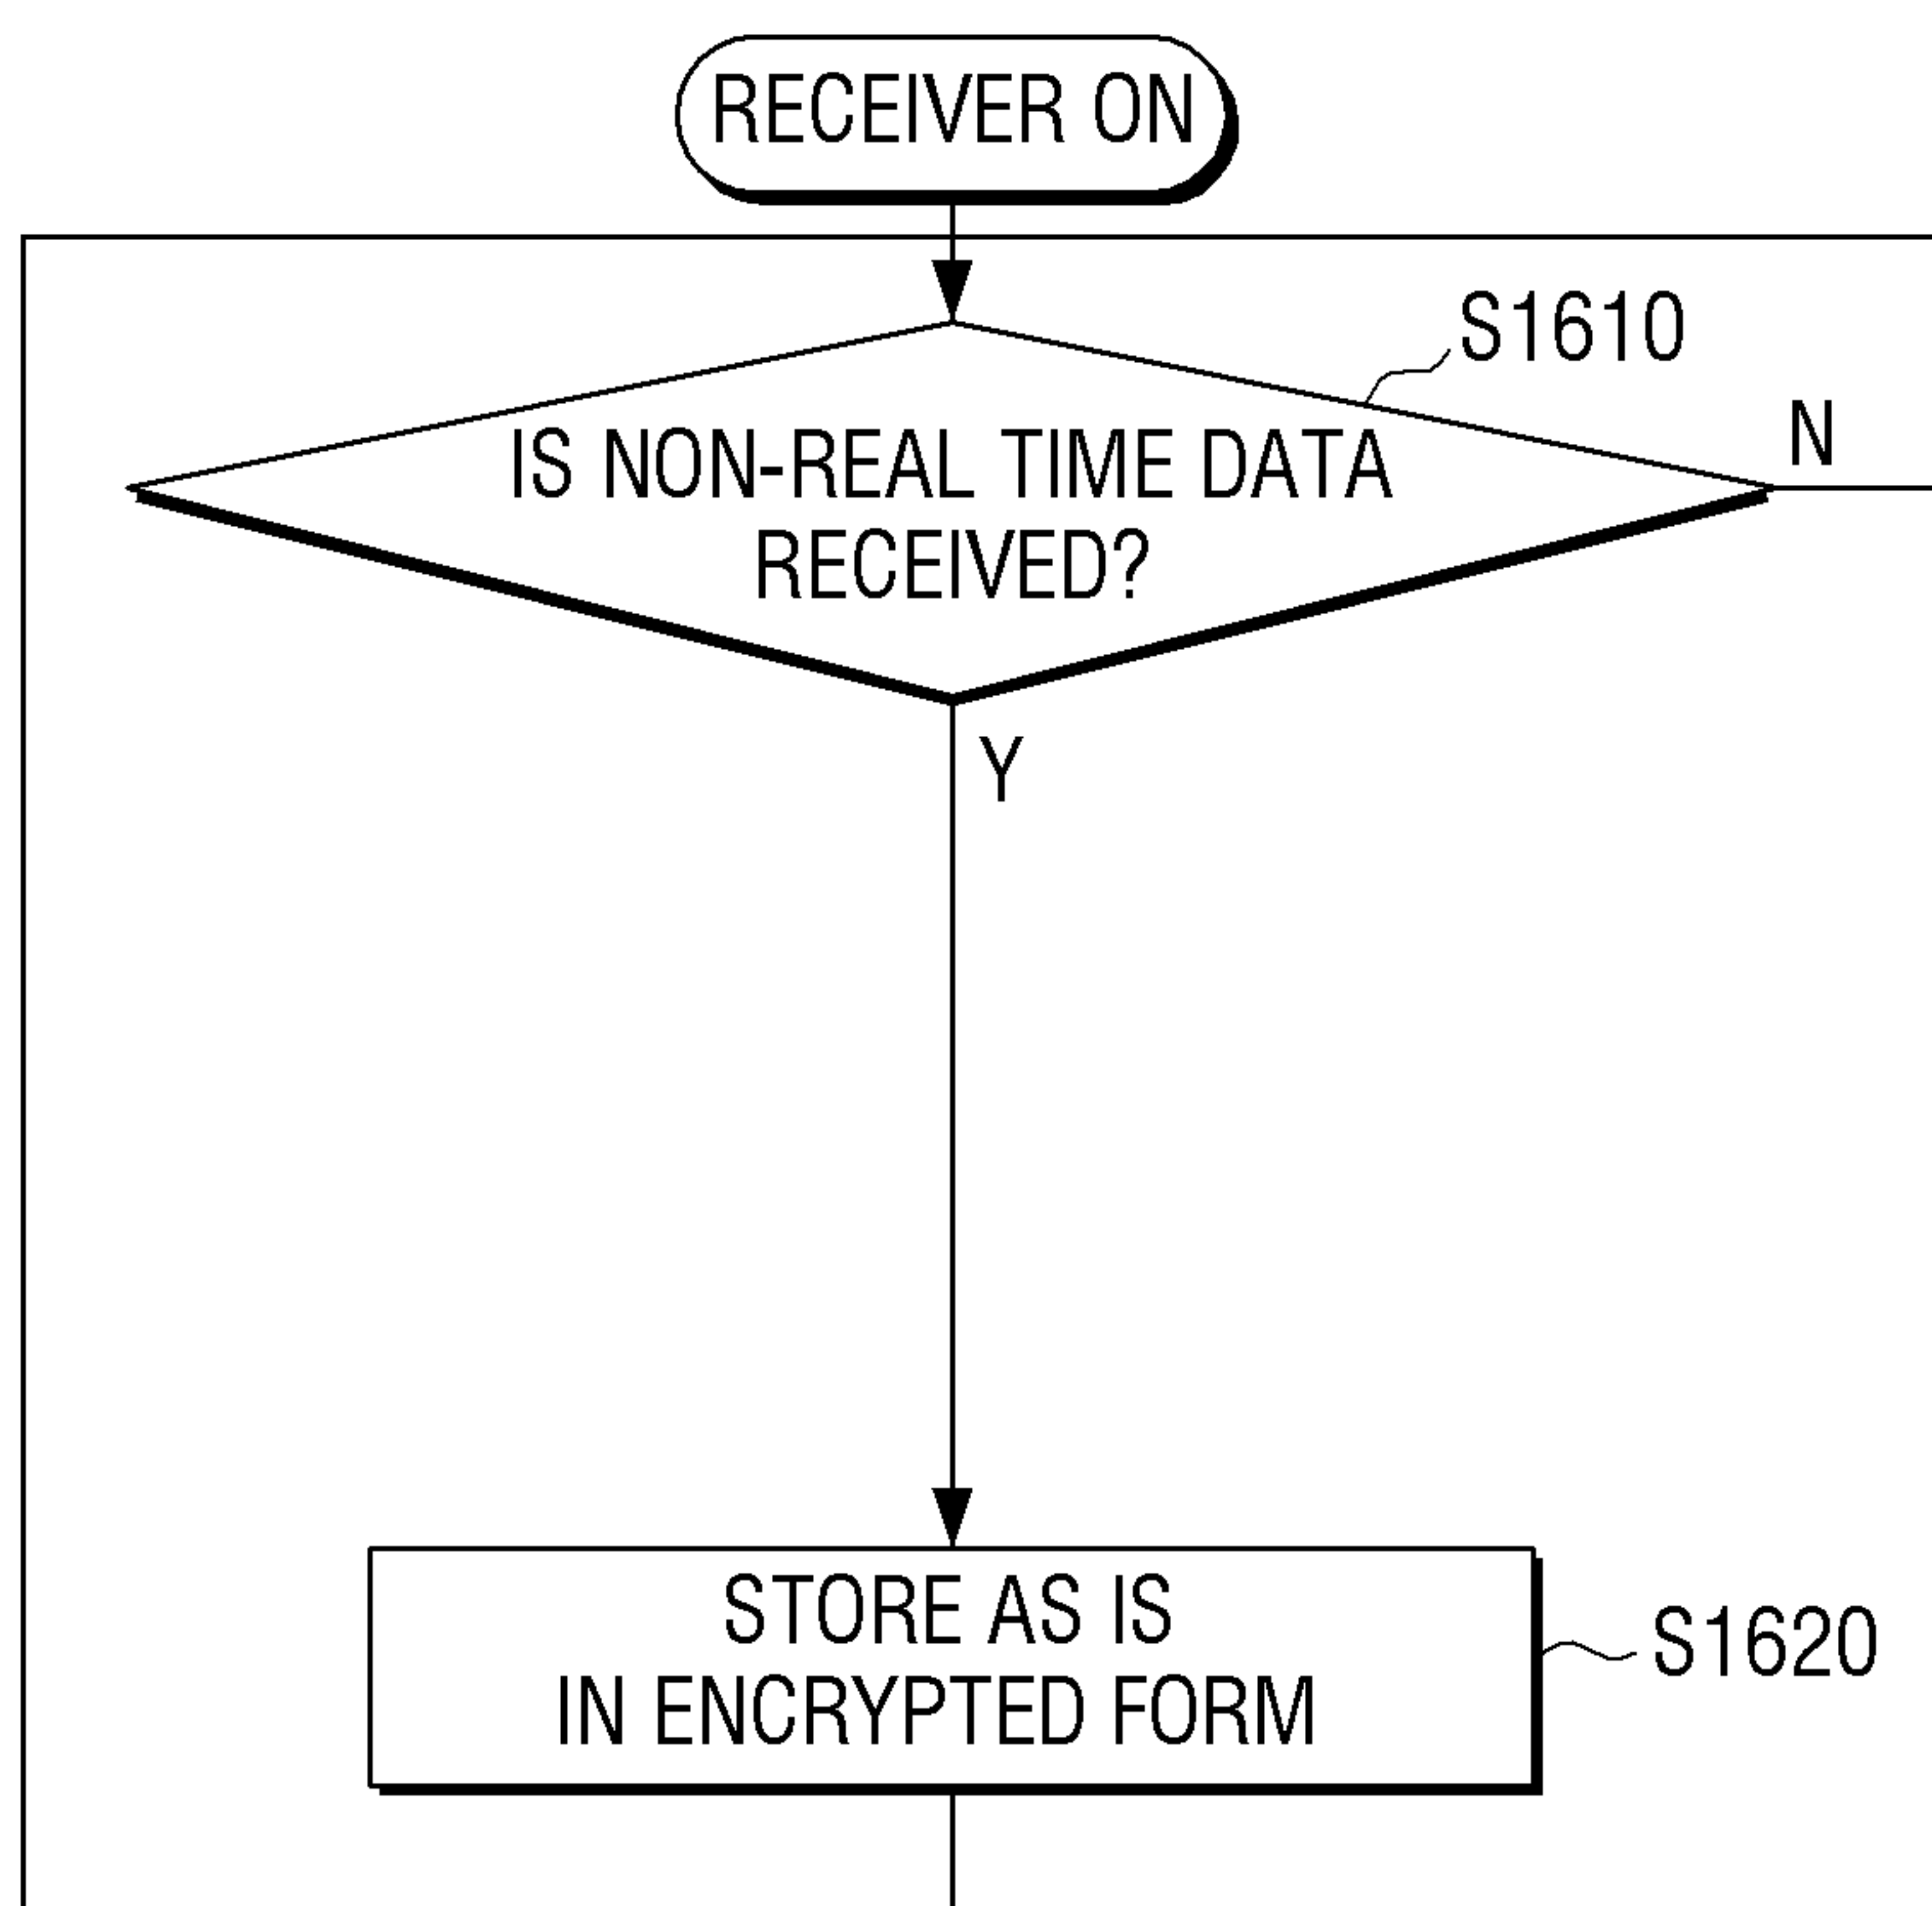 RECEIVER ON
S1610
N
IS NON-REAL TIME DATA
RECEIVED?
Y
STORE AS IS
IN ENCRYPTED FORM
S1620